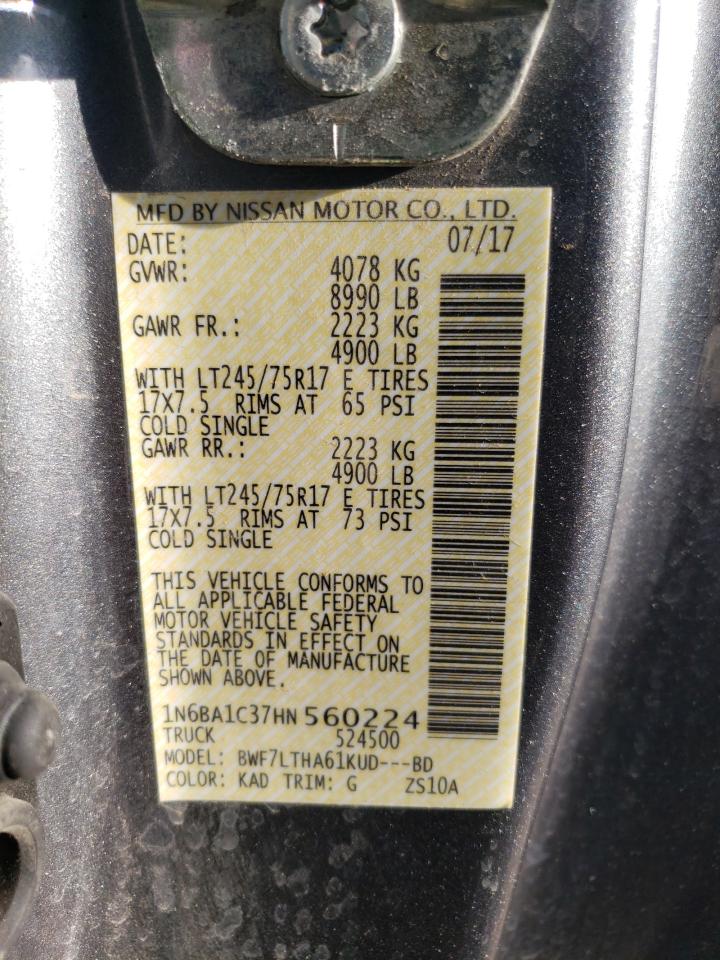 MFD BY NISSAN MOTOR CO., LTD.
DATE: 07/17
GVWR: 4078 KG
8990 LB
GAWR FR.: 2223 KG
4900 LB
WITH LT245/75R17 E TIRES
17X7.5 RIMS AT 65 PSI
COLD SINGLE
GAWR RR.: 2223 KG
4900 LB
WITH LT245/75R17 E TIRES
17X7.5 RIMS AT 73 PSI
COLD SINGLE
THIS VEHICLE CONFORMS TO
ALL APPLICABLE FEDERAL
MOTOR VEHICLE SAFETY
STANDARDS IN EFFECT ON
THE DATE OF MANUFACTURE
SHOWN ABOVE.
1N6BA1C37HN 560224
TRUCK 524500
MODEL: BWF7LTHA61KUD---BD
COLOR: KAD TRIM: G ZS10A